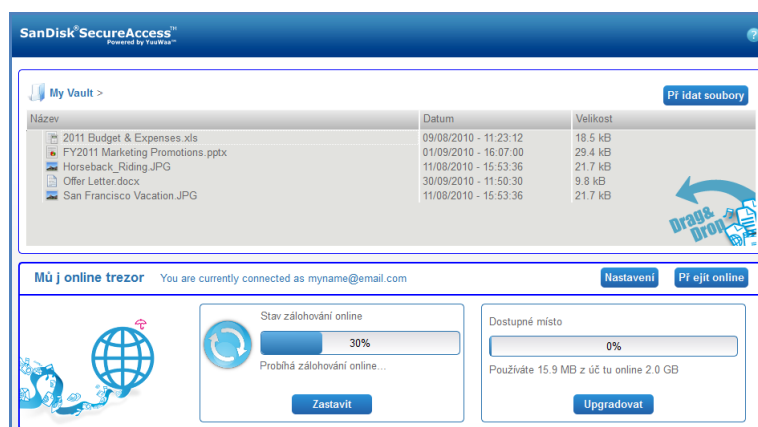 SanDisk®SecureAccess™
Powered by YuuWaa™
?
My Vault >
Př idat soubory
Název Datum Velikost
2011 Budget & Expenses.xls 09/08/2010 - 11:23:12 18.5 kB
FY2011 Marketing Promotions.pptx 01/09/2010 - 16:07:00 29.4 kB
Horseback_Riding.JPG 11/08/2010 - 15:53:36 21.7 kB
Offer Letter.docx 30/09/2010 - 11:50:30 9.8 kB
San Francisco Vacation.JPG 11/08/2010 - 15:53:36 21.7 kB
Drag&
Drop
Mů j online trezor You are currently connected as myname@email.com Nastavení Př ejít online
Stav zálohování online
30%
Probíhá zálohování online...
Zastavit
Dostupné místo
0%
Používáte 15.9 MB z úč tu online 2.0 GB
Upgradovat